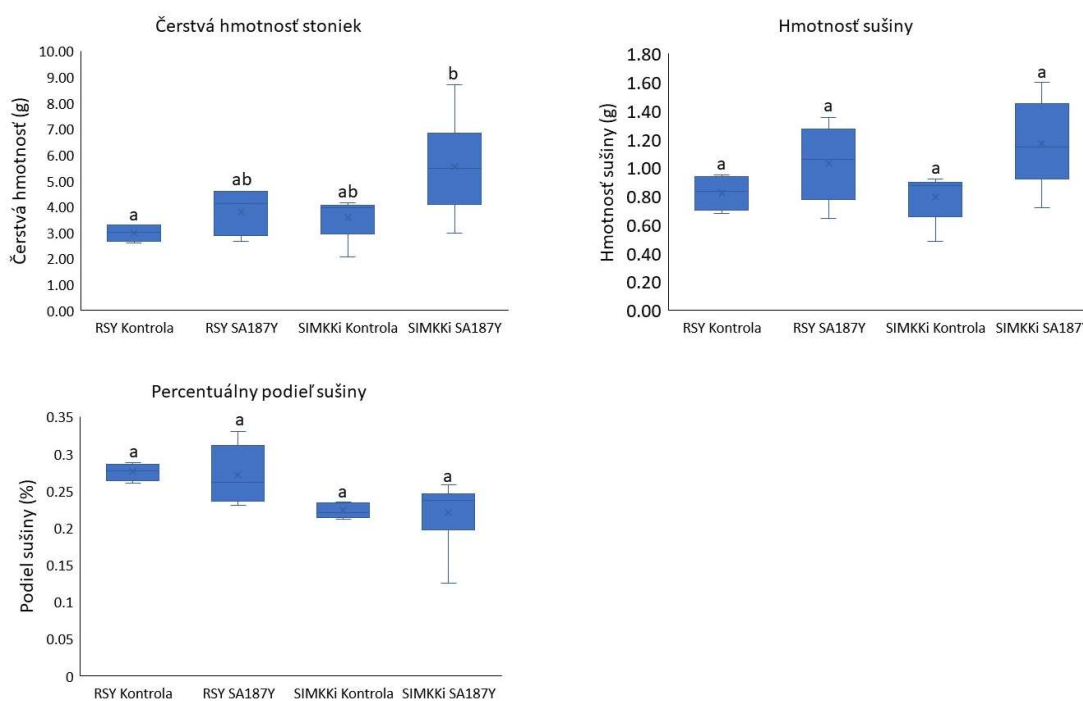 Čerstvá hmotnosť stoniek
Čerstvá hmotnosť (g)
10.00
9.00
8.00
7.00
6.00
5.00
4.00
3.00
2.00
1.00
0.00
a
ab
ab
b
RSY Kontrola
RSY SA187Y
SIMKKi Kontrola
SIMKKi SA187Y
Hmotnosť sušiny
Hmotnosť sušiny (g)
1.80
1.60
1.40
1.20
1.00
0.80
0.60
0.40
0.20
0.00
a
a
a
a
RSY Kontrola
RSY SA187Y
SIMKKi Kontrola
SIMKKi SA187Y
Percentuálny podieľ sušiny
Podiel sušiny (%)
0.35
0.3
0.25
0.2
0.15
0.1
0.05
0
a
a
a
a
RSY Kontrola
RSY SA187Y
SIMKKi Kontrola
SIMKKi SA187Y